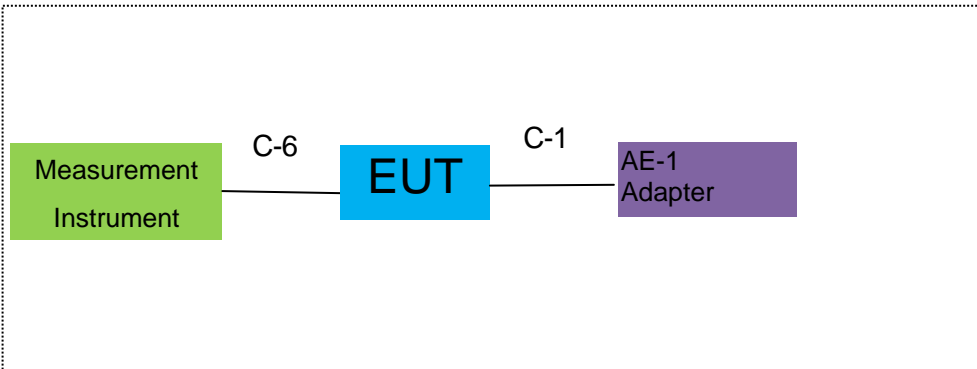 C-6
C-1
Measurement
Instrument
EUT
AE-1
Adapter